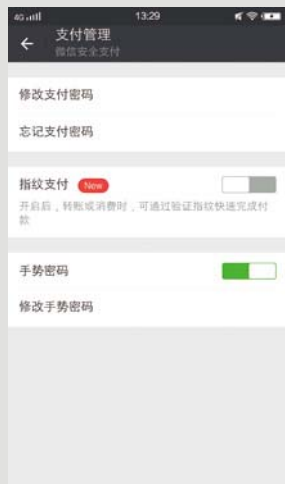 4G
13:29
支付管理
微信安全支付
修改支付密码
忘记支付密码
指纹支付 New
开启后，转账或消费时，可通过验证指纹快速完成付
款
手势密码
修改手势密码